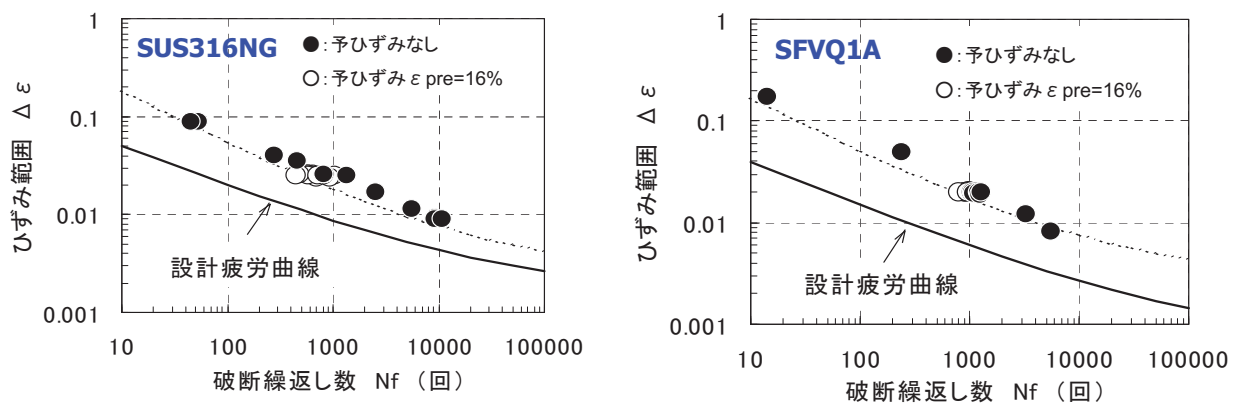 SUS316NG
●:予ひずみなし
○:予ひずみ ε pre=16%
ひずみ範囲 Δ ε
1
0.1
0.01
0.001
設計疲労曲線
10 100 1000 10000 100000
破断繰返し数 Nf (回)
SFVQ1A
●:予ひずみなし
○:予ひずみ ε pre=16%
ひずみ範囲 Δ ε
1
0.1
0.01
0.001
設計疲労曲線
10 100 1000 10000 100000
破断繰返し数 Nf (回)